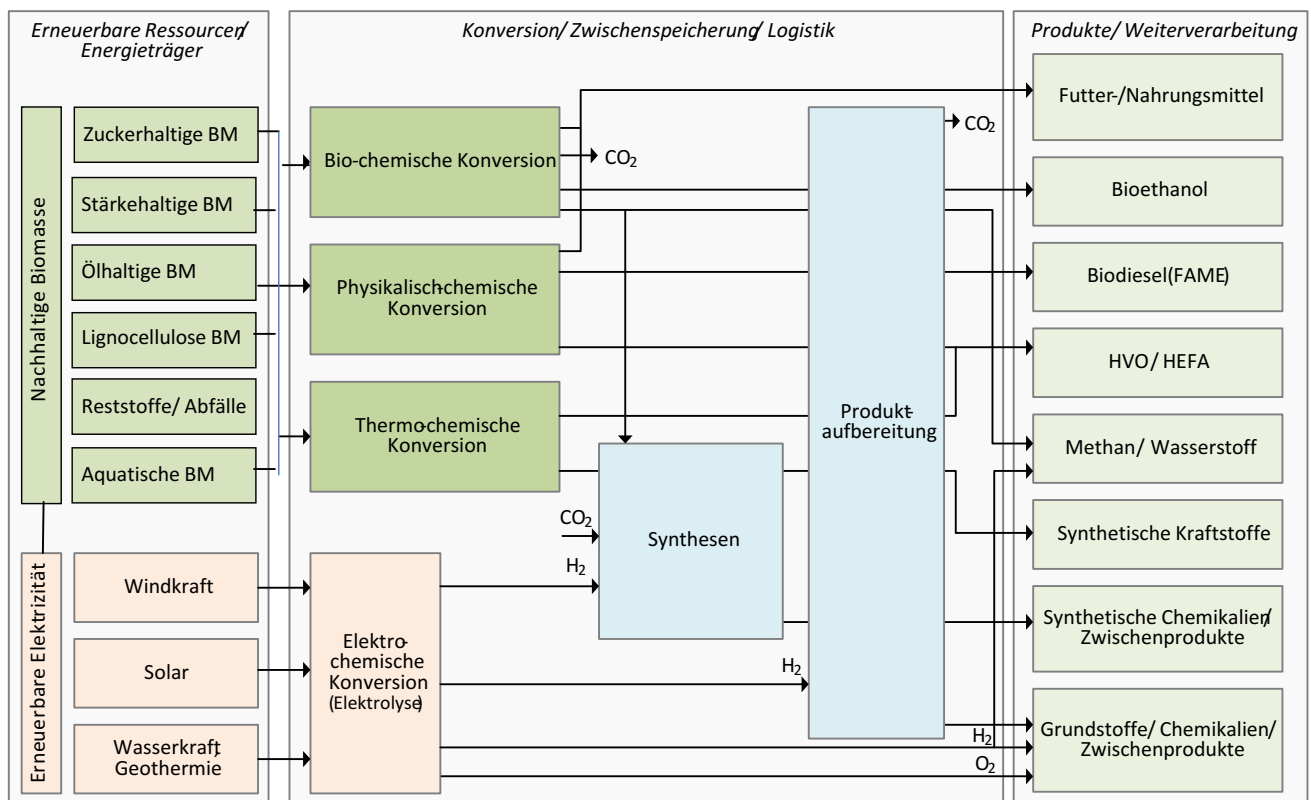 Erneuerbare Ressourcen/
Energieträger
Nachhaltige Biomasse
Zuckerhaltige BM
Stärkehaltige BM
Ölhaltige BM
Lignocellulose BM
Reststoffe/ Abfälle
Aquatische BM
Erneuerbare Elektrizität
Windkraft
Solar
Wasserkraft,
Geothermie
Konversion/ Zwischenspeicherung/ Logistik
Bio-chemische Konversion
CO2
Physikalisch-chemische
Konversion
Thermo-chemische
Konversion
Elektro-
chemische
Konversion
(Elektrolyse)
CO2
H2
Synthesen
H2
Produkt-
aufbereitung
CO2
H2
O2
Produkte/ Weiterverarbeitung
Futter-/Nahrungsmittel
Bioethanol
Biodiesel(FAME)
HVO/ HEFA
Methan/ Wasserstoff
Synthetische Kraftstoffe
Synthetische Chemikalien/
Zwischenprodukte
Grundstoffe/ Chemikalien/
Zwischenprodukte